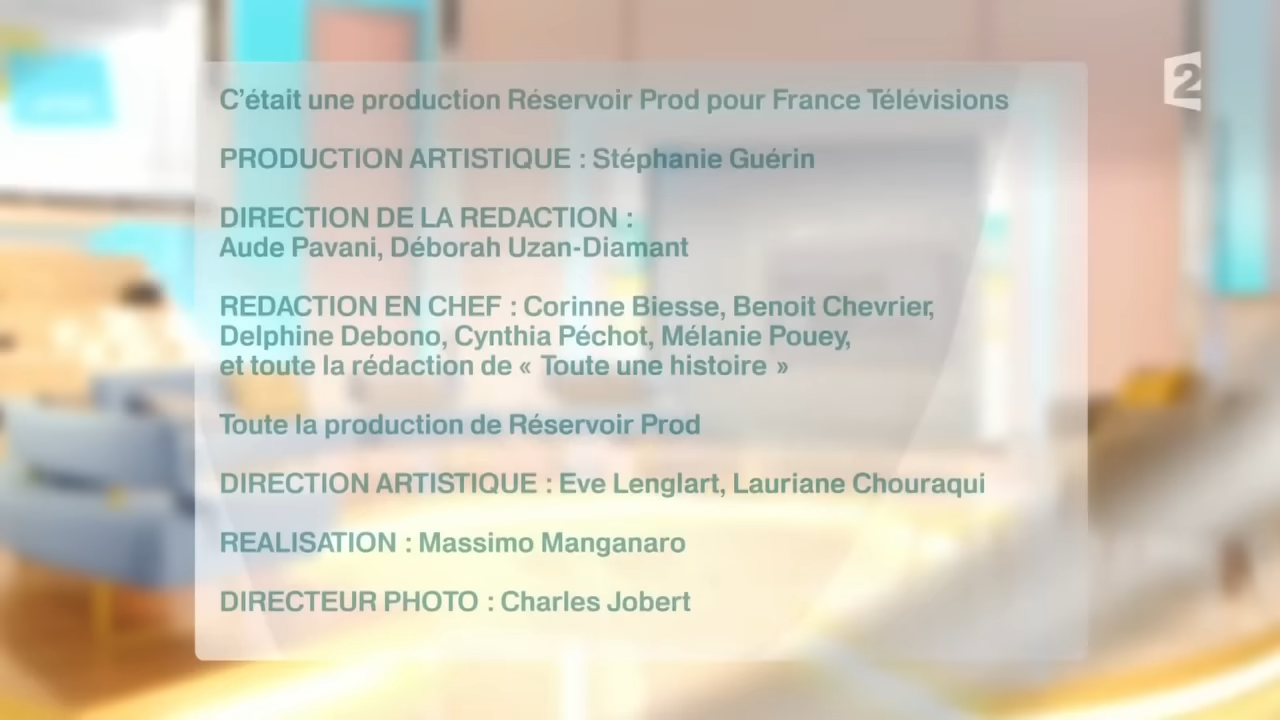 C'était une production Réservoir Prod pour France Télévisions
2
PRODUCTION ARTISTIQUE : Stéphanie Guérin
DIRECTION DE LA REDACTION :
Aude Pavani, Déborah Uzan-Diamant
REDACTION EN CHEF : Corinne Biesse, Benoit Chevrier,
Delphine Debono, Cynthia Péchot, Mélanie Pouey,
et toute la rédaction de « Toute une histoire »
Toute la production de Réservoir Prod
DIRECTION ARTISTIQUE : Eve Lenglart, Lauriane Chouraqui
REALISATION : Massimo Manganaro
DIRECTEUR PHOTO : Charles Jobert